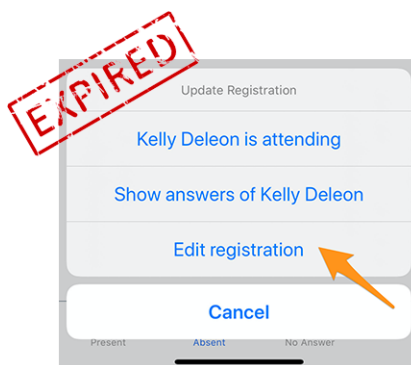 EXPIRED
Update Registration
Kelly Deleon is attending
Show answers of Kelly Deleon
Edit registration
Cancel
Present Absent No Answer